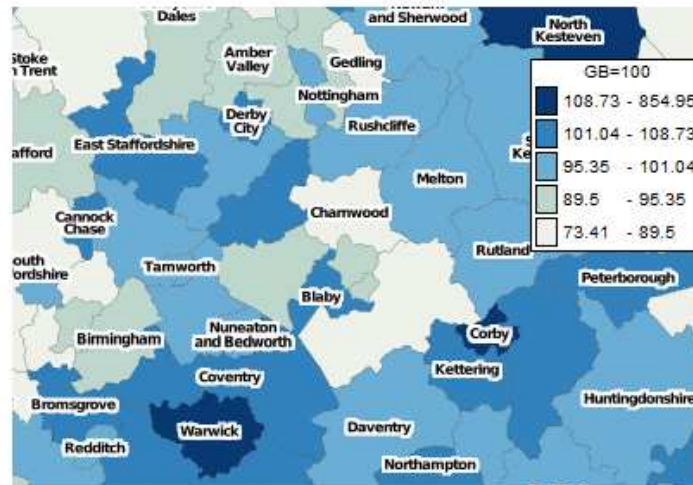 Dales
and Sherwood
North
Kesteven
Stoke
n Trent
Amber
Valley
Gedling
GB=100
108.73 - 854.95
101.04 - 108.73
95.35 - 101.04
89.5 - 95.35
73.41 - 89.5
Nottingham
Derby
City
Rushcliffe
East Staffordshire
afford
Ke
Melton
Charnwood
Cannock
Chase
Rutland
outh
fordshire
Tamworth
Peterborough
Blaby
Birmingham
Nuneaton
and Bedworth
Corby
Kettering
Coventry
Bromsgrove
Huntingdonshire
Warwick
Daventry
Redditch
Northampton